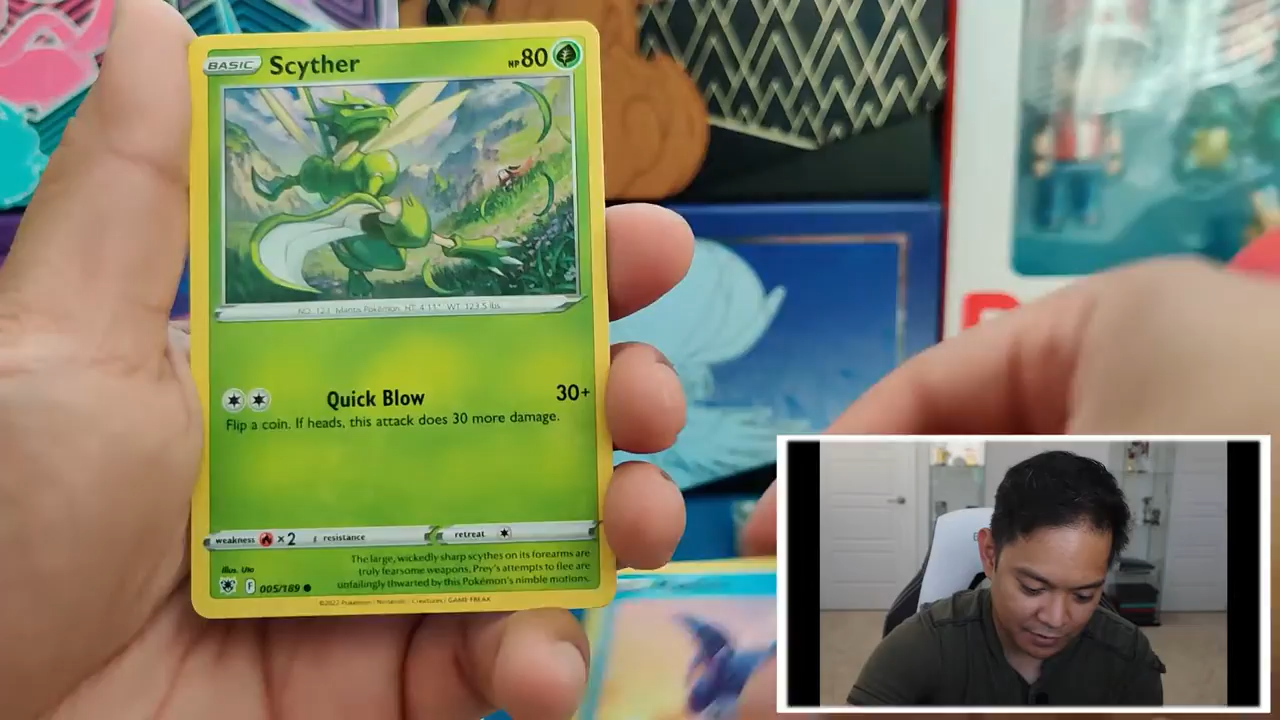 BASIC Scyther HP 80
NO. 123 Mantis Pokémon HT: 4'11" WT: 123.5 lbs.
Quick Blow 30+
Flip a coin. If heads, this attack does 30 more damage.
weakness ×2 resistance retreat
Illus. Uto
The large, wickedly sharp scythes on its forearms are
truly fearsome weapons. Prey's attempts to flee are
unfailingly thwarted by this Pokémon's nimble motions.
F 005/189
©2022 Pokémon / Nintendo / Creatures / GAME FREAK